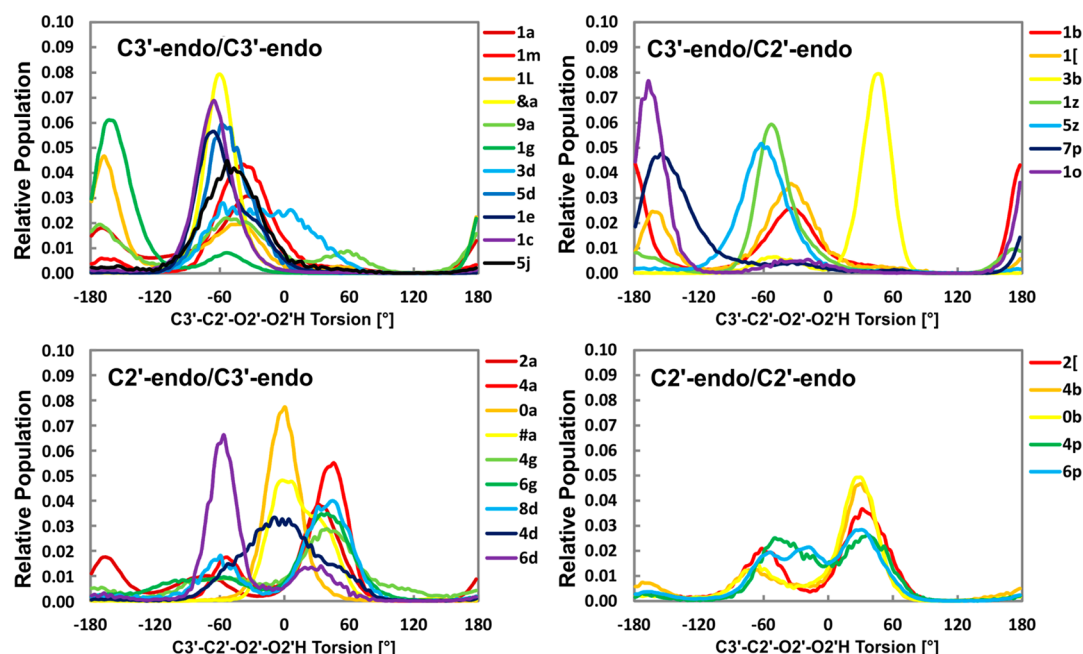 C3'-endo/C3'-endo
Relative Population
0.10
0.09
0.08
0.07
0.06
0.05
0.04
0.03
0.02
0.01
0.00
-180 -120 -60 0 60 120 180
C3'-C2'-O2'-O2'H Torsion [°]
1a
1m
1L
&a
9a
1g
3d
5d
1e
1c
5j
C3'-endo/C2'-endo
Relative Population
0.10
0.09
0.08
0.07
0.06
0.05
0.04
0.03
0.02
0.01
0.00
-180 -120 -60 0 60 120 180
C3'-C2'-O2'-O2'H Torsion [°]
1b
1[
3b
1z
5z
7p
1o
C2'-endo/C3'-endo
Relative Population
0.10
0.09
0.08
0.07
0.06
0.05
0.04
0.03
0.02
0.01
0.00
-180 -120 -60 0 60 120 180
C3'-C2'-O2'-O2'H Torsion [°]
2a
4a
0a
#a
4g
6g
8d
4d
6d
C2'-endo/C2'-endo
Relative Population
0.10
0.09
0.08
0.07
0.06
0.05
0.04
0.03
0.02
0.01
0.00
-180 -120 -60 0 60 120 180
C3'-C2'-O2'-O2'H Torsion [°]
2[
4b
0b
4p
6p